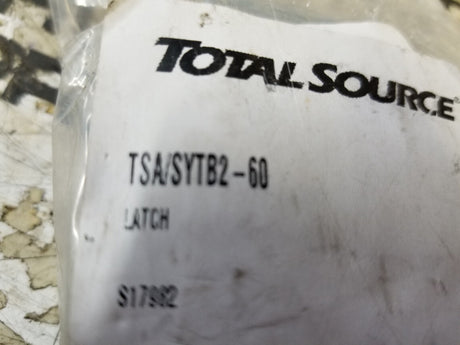 TOTAL SOURCE
TSA/SYTB2-60
LATCH
S17982